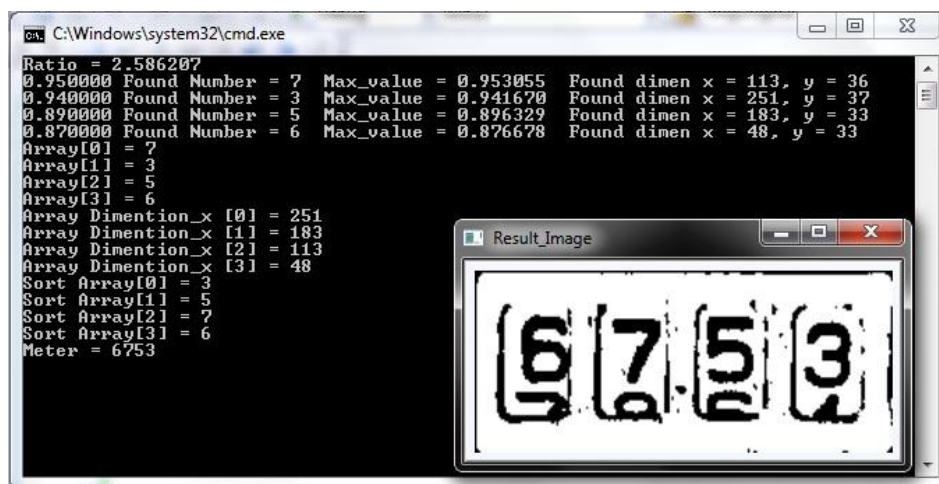 C:\Windows\system32\cmd.exe
Ratio = 2.586207
0.950000 Found Number = 7 Max_value = 0.953055 Found dimen x = 113, y = 36
0.940000 Found Number = 3 Max_value = 0.941670 Found dimen x = 251, y = 37
0.890000 Found Number = 5 Max_value = 0.896329 Found dimen x = 183, y = 33
0.870000 Found Number = 6 Max_value = 0.876678 Found dimen x = 48, y = 33
Array[0] = 7
Array[1] = 3
Array[2] = 5
Array[3] = 6
Array Dimention_x [0] = 251
Array Dimention_x [1] = 183
Array Dimention_x [2] = 113
Array Dimention_x [3] = 48
Sort Array[0] = 3
Sort Array[1] = 5
Sort Array[2] = 7
Sort Array[3] = 6
Meter = 6753
Result_Image
6753